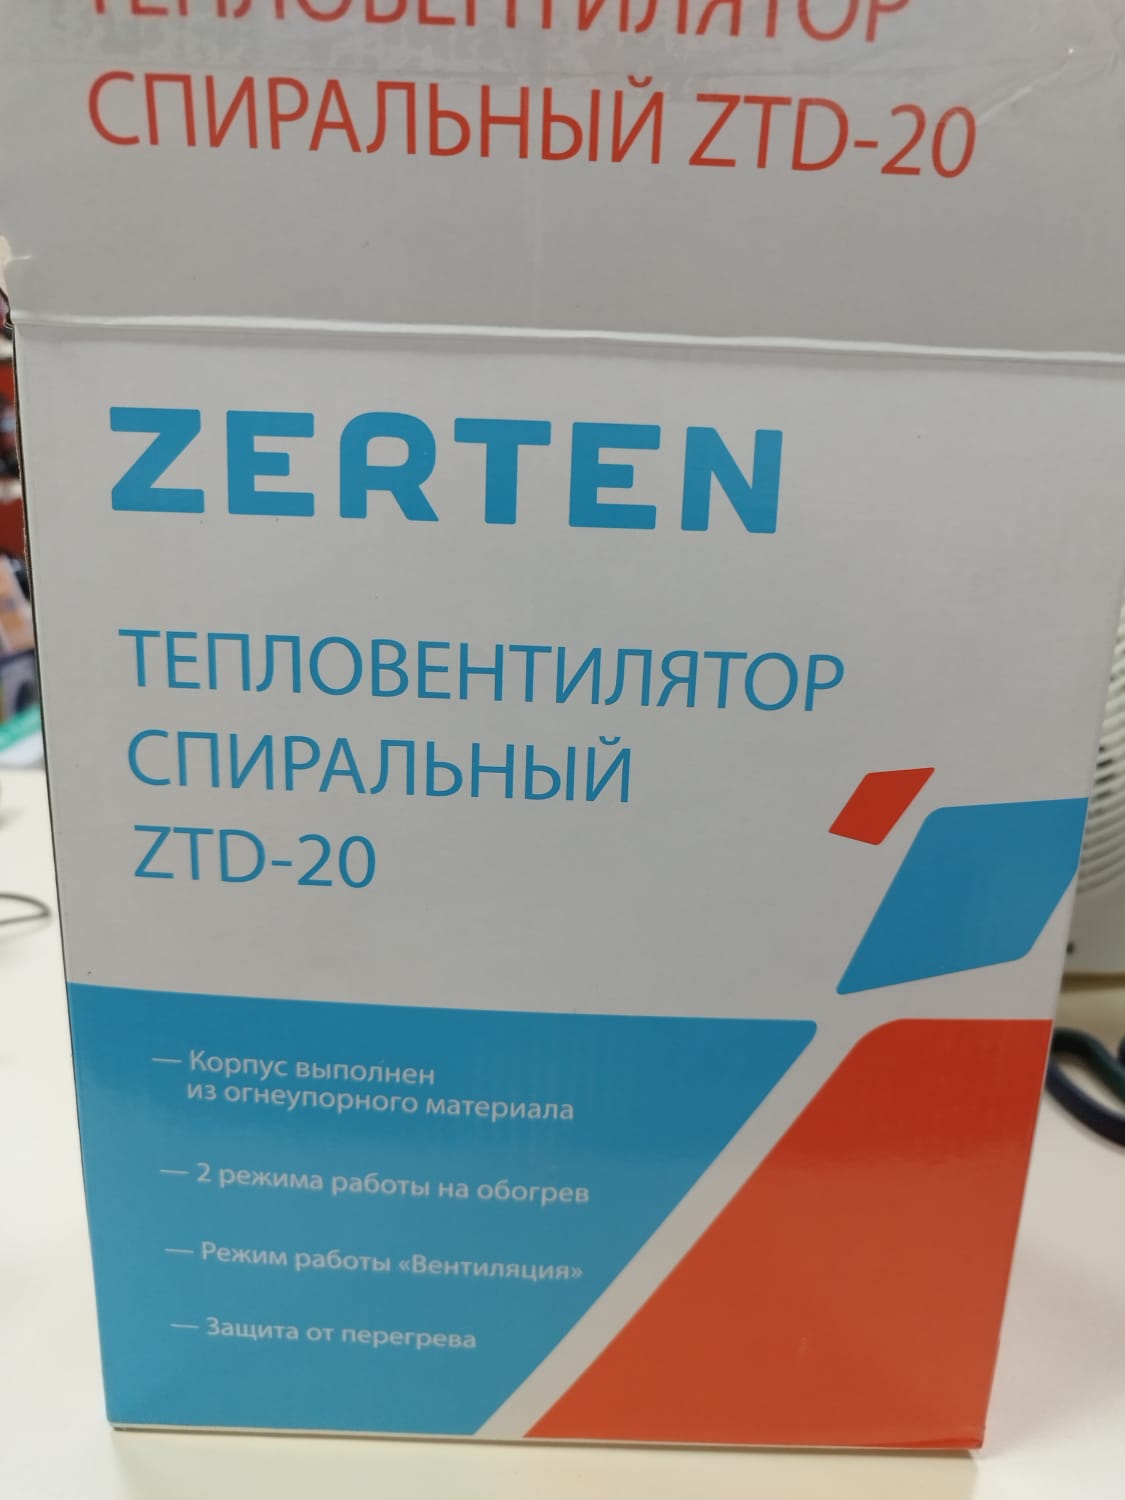 ТЕПЛОВЕНТИЛЯТОР
СПИРАЛЬНЫЙ ZTD-20
ZERTEN
ТЕПЛОВЕНТИЛЯТОР
СПИРАЛЬНЫЙ
ZTD-20
— Корпус выполнен
из огнеупорного материала
— 2 режима работы на обогрев
— Режим работы «Вентиляция»
— Защита от перегрева